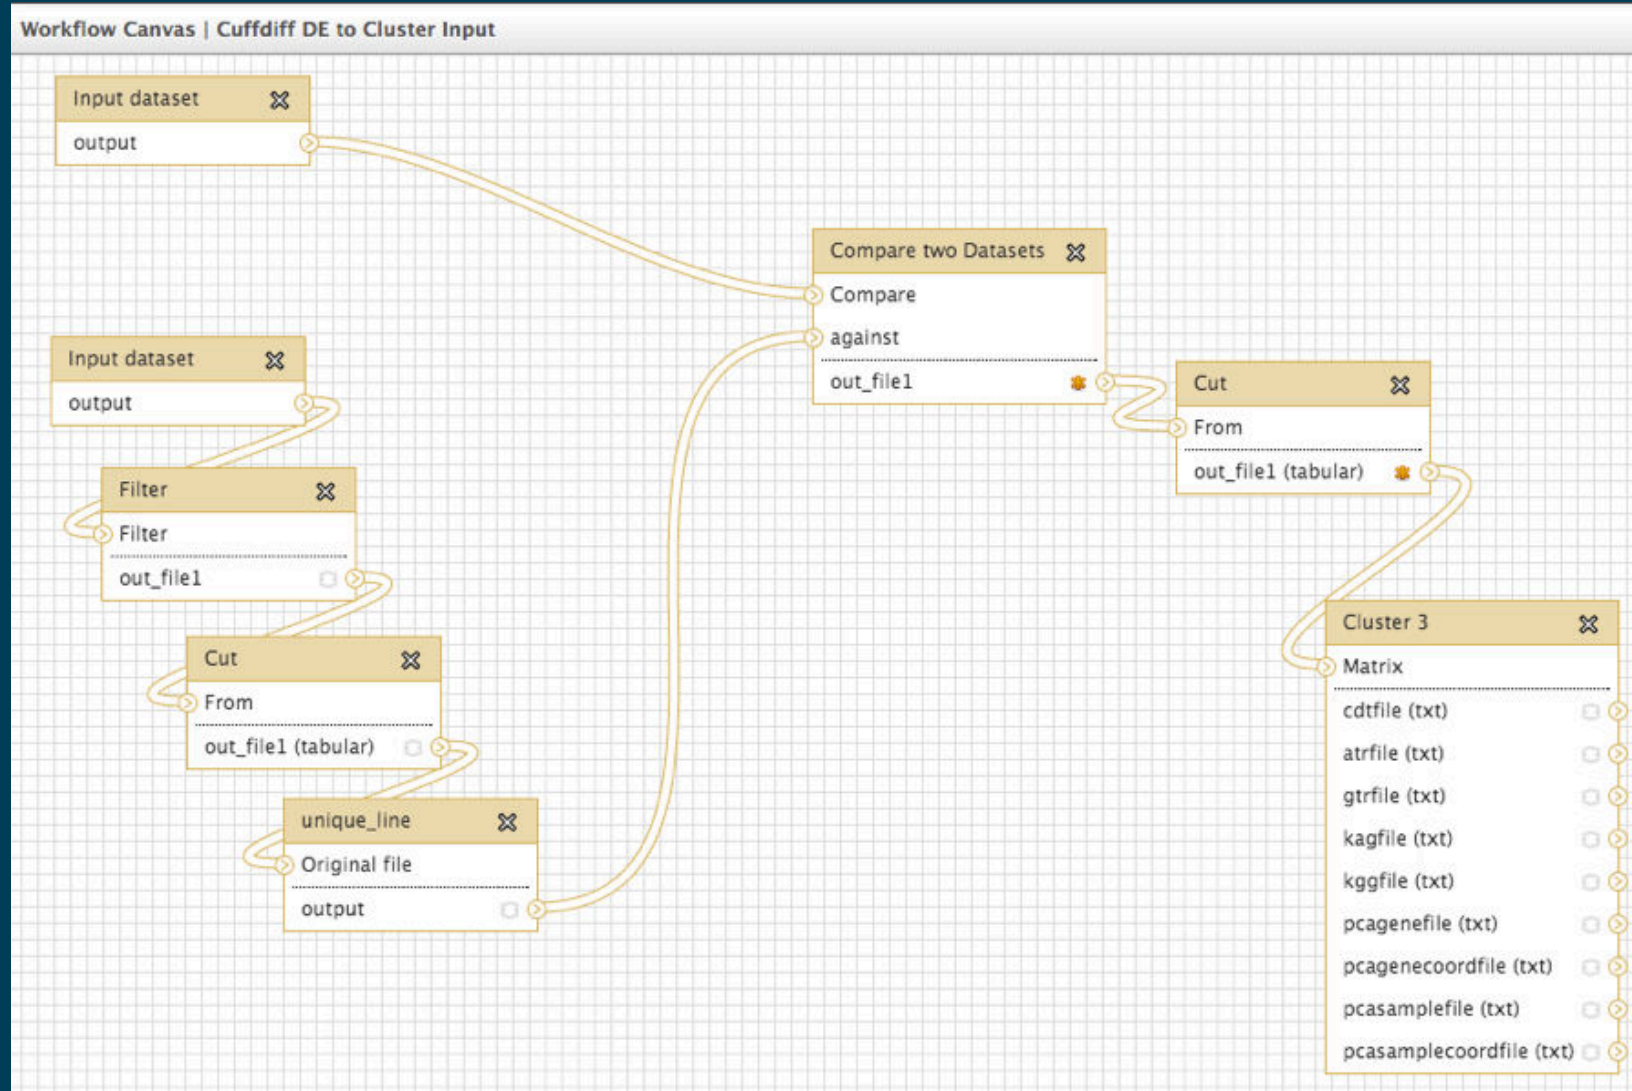 Workflow Canvas | Cuffdiff DE to Cluster Input
Input dataset
output
Input dataset
output
Filter
Filter
out_file1
Cut
From
out_file1 (tabular)
unique_line
Original file
output
Compare two Datasets
Compare
against
out_file1
Cut
From
out_file1 (tabular)
Cluster 3
Matrix
cdtfile (txt)
atrfile (txt)
gtrfile (txt)
kagfile (txt)
kggfile (txt)
pcagenefile (txt)
pcagenecoordfile (txt)
pcasamplefile (txt)
pcasamplecoordfile (txt)